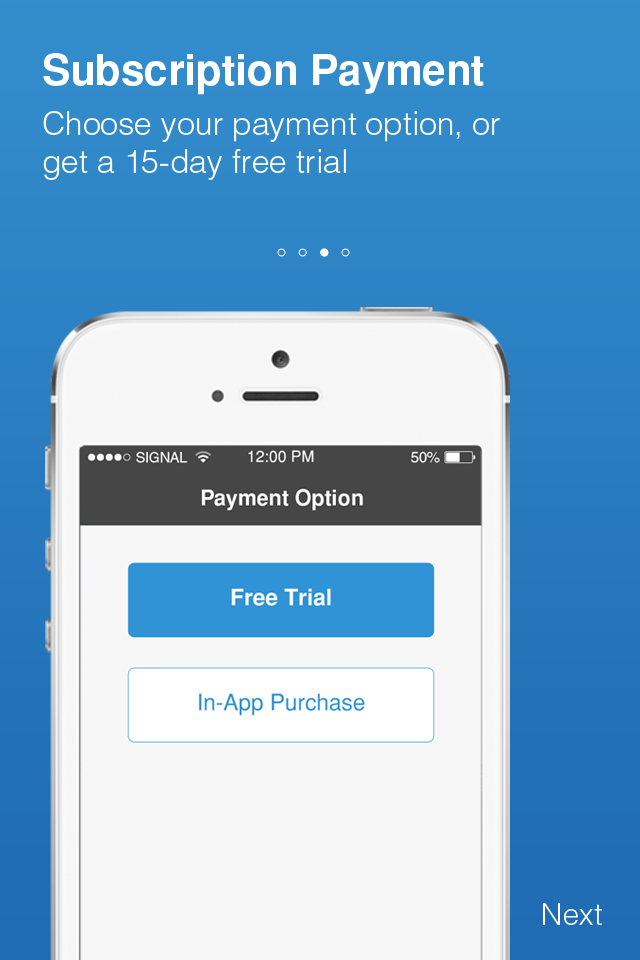 Subscription Payment
Choose your payment option, or
get a 15-day free trial
SIGNAL 12:00 PM 50%
Payment Option
Free Trial
In-App Purchase
Next